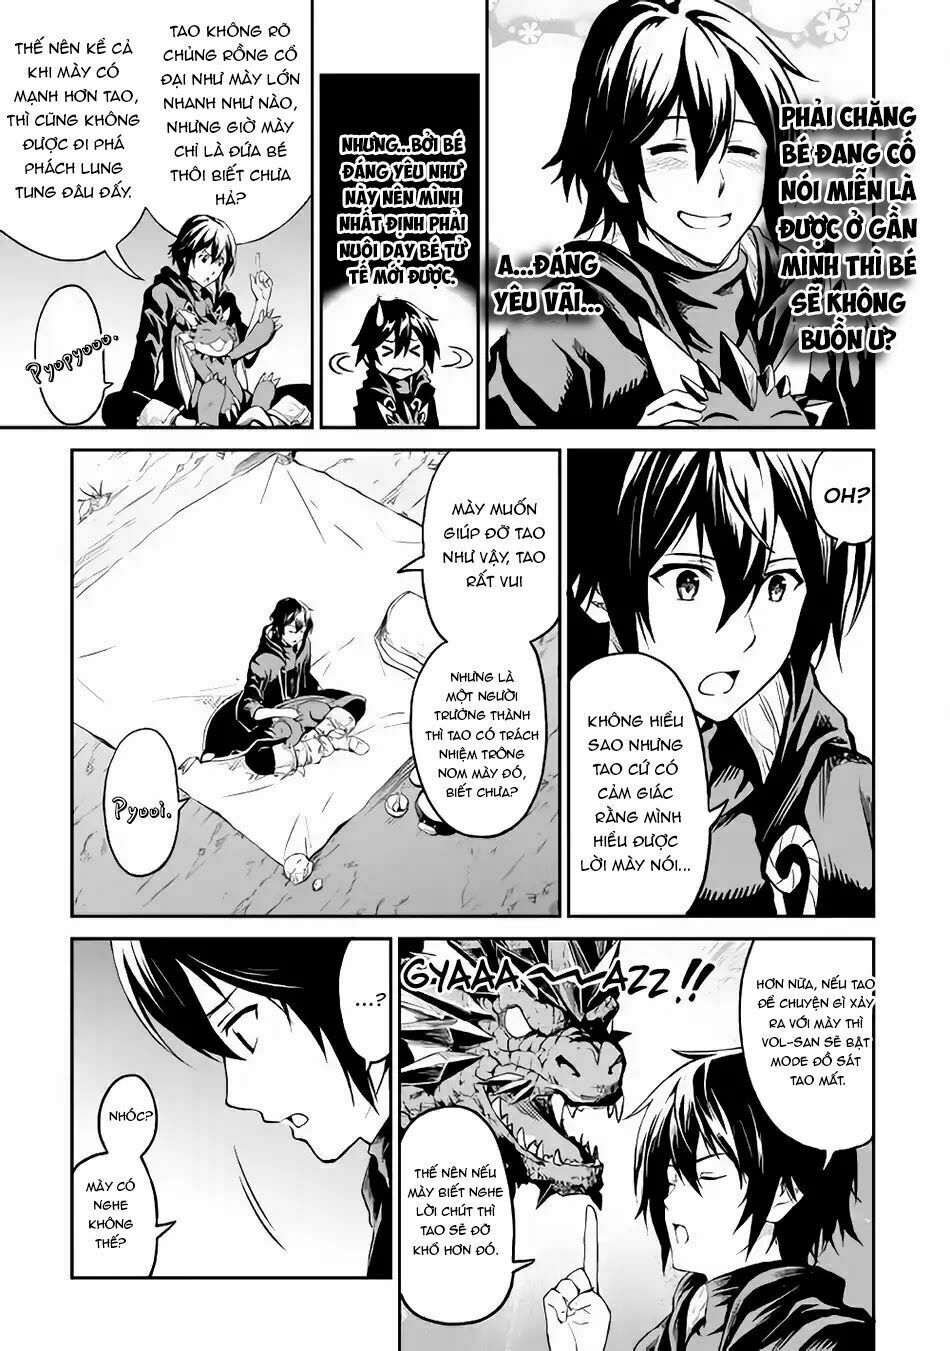 PHẢI CHĂNG
BÉ ĐANG CỐ
NÓI MIỄN LÀ
ĐƯỢC Ở GẦN
MÌNH THÌ BÉ
SẼ KHÔNG
BUỒN Ư?
A...ĐÁNG
YÊU VÃI...
NHƯNG...BỞI BÉ
ĐÁNG YÊU NHƯ
NÀY NÊN MÌNH
NHẤT ĐỊNH PHẢI
NUÔI DẠY BÉ TỬ
TẾ MỚI ĐƯỢC.
TAO KHÔNG RÕ
CHỦNG RỒNG CỔ
ĐẠI NHƯ MÀY LỚN
NHANH NHƯ NÀO,
NHƯNG GIỜ MÀY
CHỈ LÀ ĐỨA BÉ
THÔI BIẾT CHƯA
HẢ?
THẾ NÊN KỂ CẢ
KHI MÀY CÓ
MẠNH HƠN TAO,
THÌ CŨNG KHÔNG
ĐƯỢC ĐI PHÁ
PHÁCH LUNG
TUNG ĐÂU ĐẤY.
Pyopyooo.
OH?
KHÔNG HIỂU
SAO NHƯNG
TAO CỨ CÓ
CẢM GIÁC
RẰNG MÌNH
HIỂU ĐƯỢC
LỜI MÀY NÓI...
MÀY MUỐN
GIÚP ĐỠ TAO
NHƯ VẬY, TAO
RẤT VUI
NHƯNG LÀ
MỘT NGƯỜI
TRƯỞNG THÀNH
THÌ TAO CÓ TRÁCH
NHIỆM TRÔNG
NOM MÀY ĐÓ,
BIẾT CHƯA?
Pyooi.
HƠN NỮA, NẾU TAO
ĐỂ CHUYỆN GÌ XẢY
RA VỚI MÀY THÌ
VOL-SAN SẼ BẬT
MODE ĐỒ SÁT
TAO MẤT.
GYAAA AZZ!!
THẾ NÊN NẾU
MÀY BIẾT NGHE
LỜI CHÚT THÌ
TAO SẼ ĐỠ
KHỔ HƠN ĐÓ.
...?
NHÓC?
MÀY CÓ
NGHE
KHÔNG
THẾ?